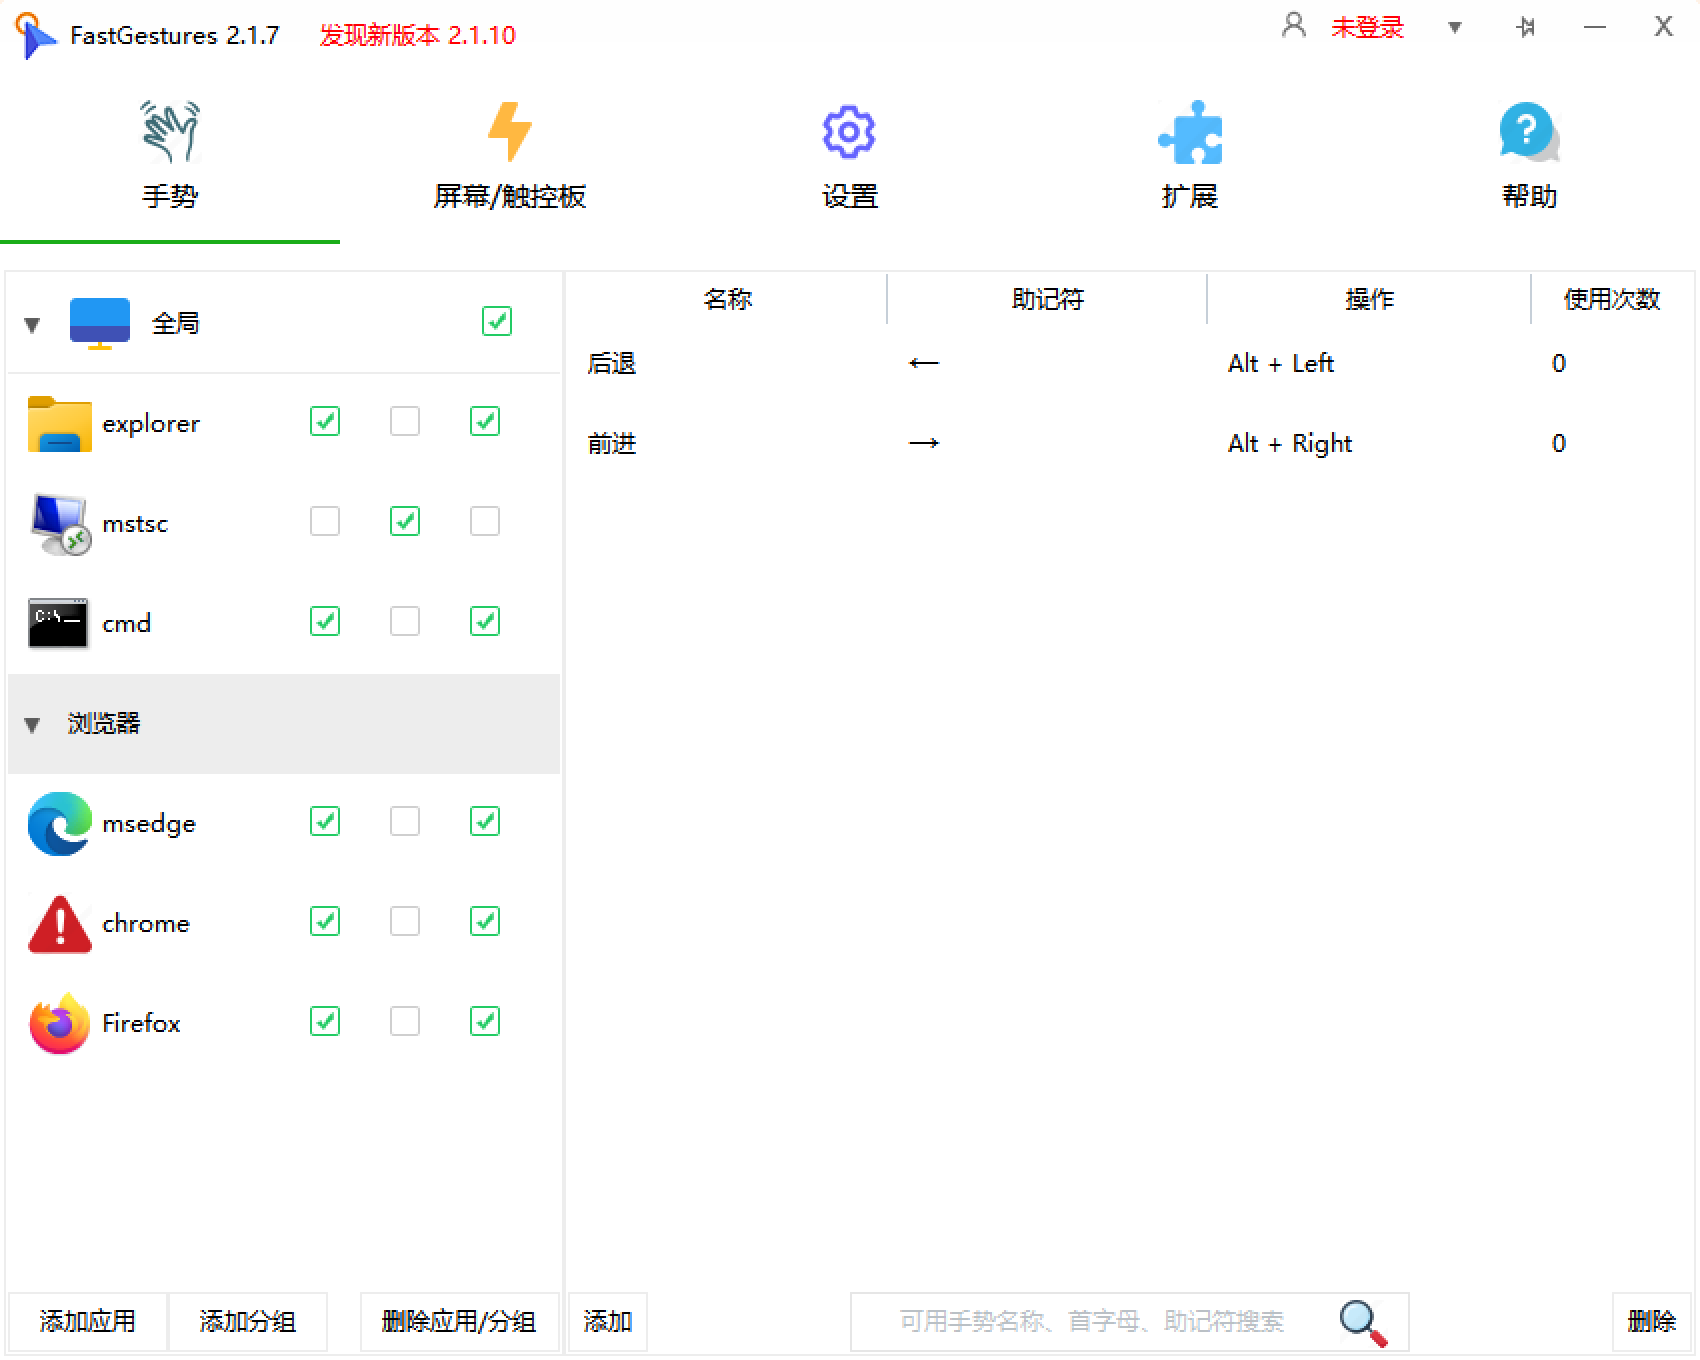 FastGestures 2.1.7 发现新版本 2.1.10 未登录 ▼ X
手势 屏幕/触控板 设置 扩展 帮助
▼ 全局
explorer
mstsc
C:\_ cmd
▼ 浏览器
msedge
chrome
Firefox
名称 助记符 操作 使用次数
后退 ← Alt + Left 0
前进 → Alt + Right 0
添加应用 添加分组 删除应用/分组 添加 可用手势名称、首字母、助记符搜索 删除